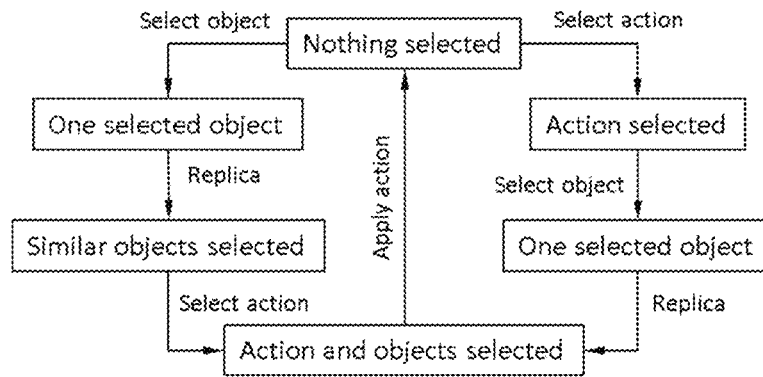 Select object
Nothing selected
Select action
One selected object
Action selected
Replica
Apply action
Select object
Similar objects selected
One selected object
Select action
Replica
Action and objects selected